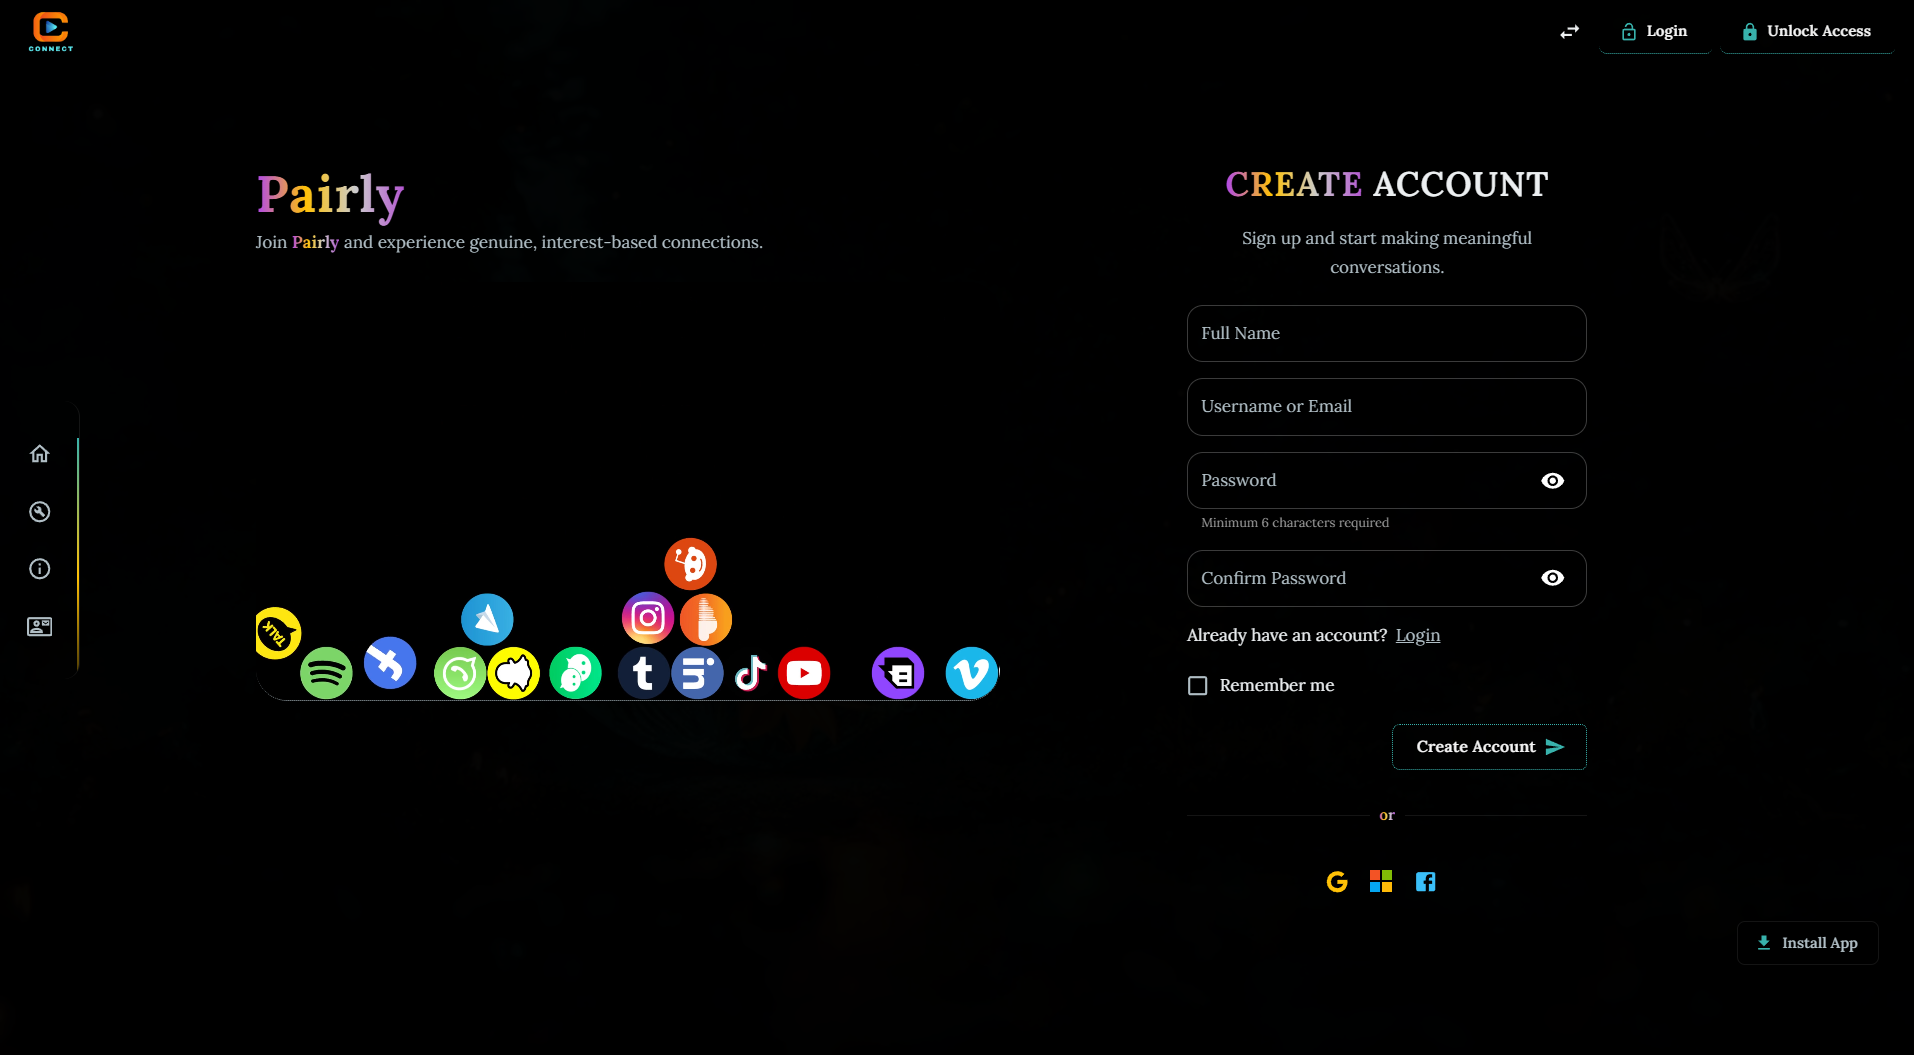 CONNECT
Login
Unlock Access
Pairly
Join Pairly and experience genuine, interest-based connections.
TALK
CREATE ACCOUNT
Sign up and start making meaningful
conversations.
Full Name
Username or Email
Password
Minimum 6 characters required
Confirm Password
Already have an account? Login
Remember me
Create Account
or
Install App